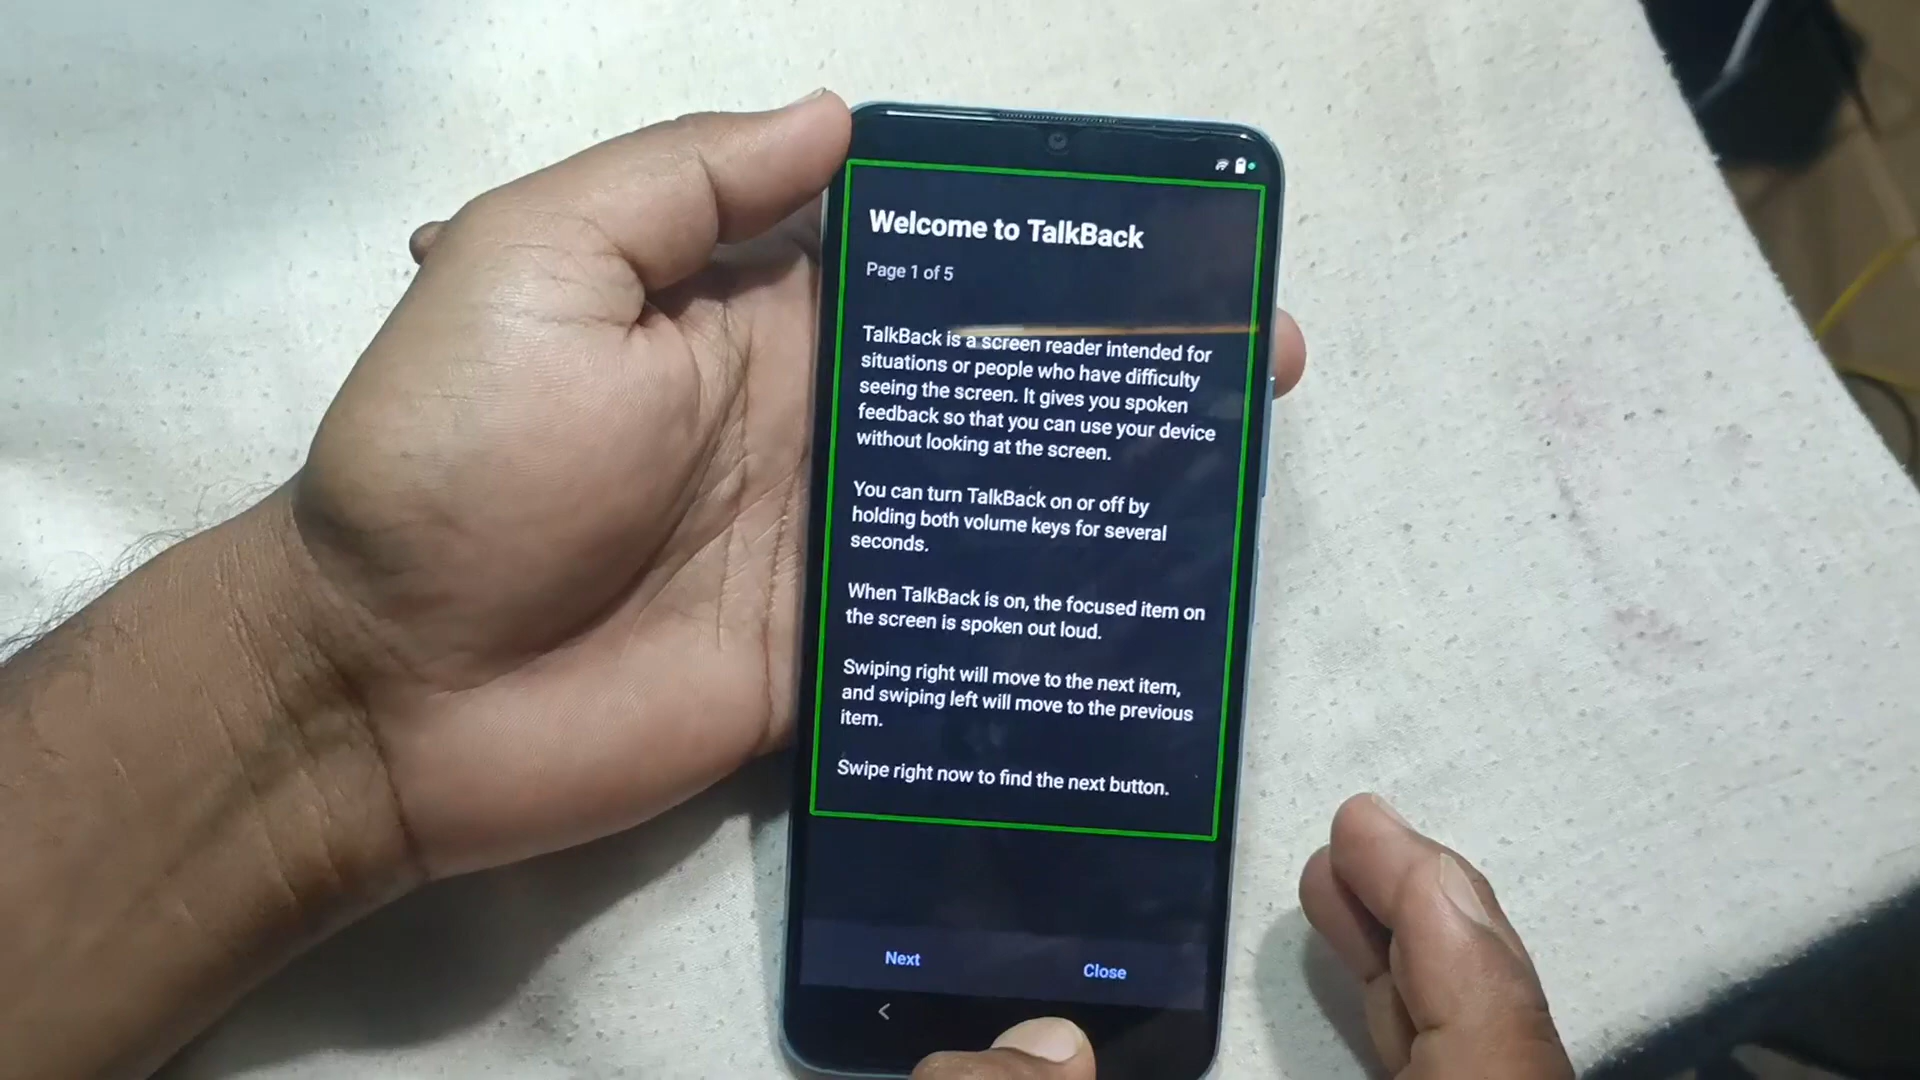 Welcome to TalkBack
Page 1 of 5
TalkBack is a screen reader intended for
situations or people who have difficulty
seeing the screen. It gives you spoken
feedback so that you can use your device
without looking at the screen.
You can turn TalkBack on or off by
holding both volume keys for several
seconds.
When TalkBack is on, the focused item on
the screen is spoken out loud.
Swiping right will move to the next item,
and swiping left will move to the previous
item.
Swipe right now to find the next button.
Next
Close